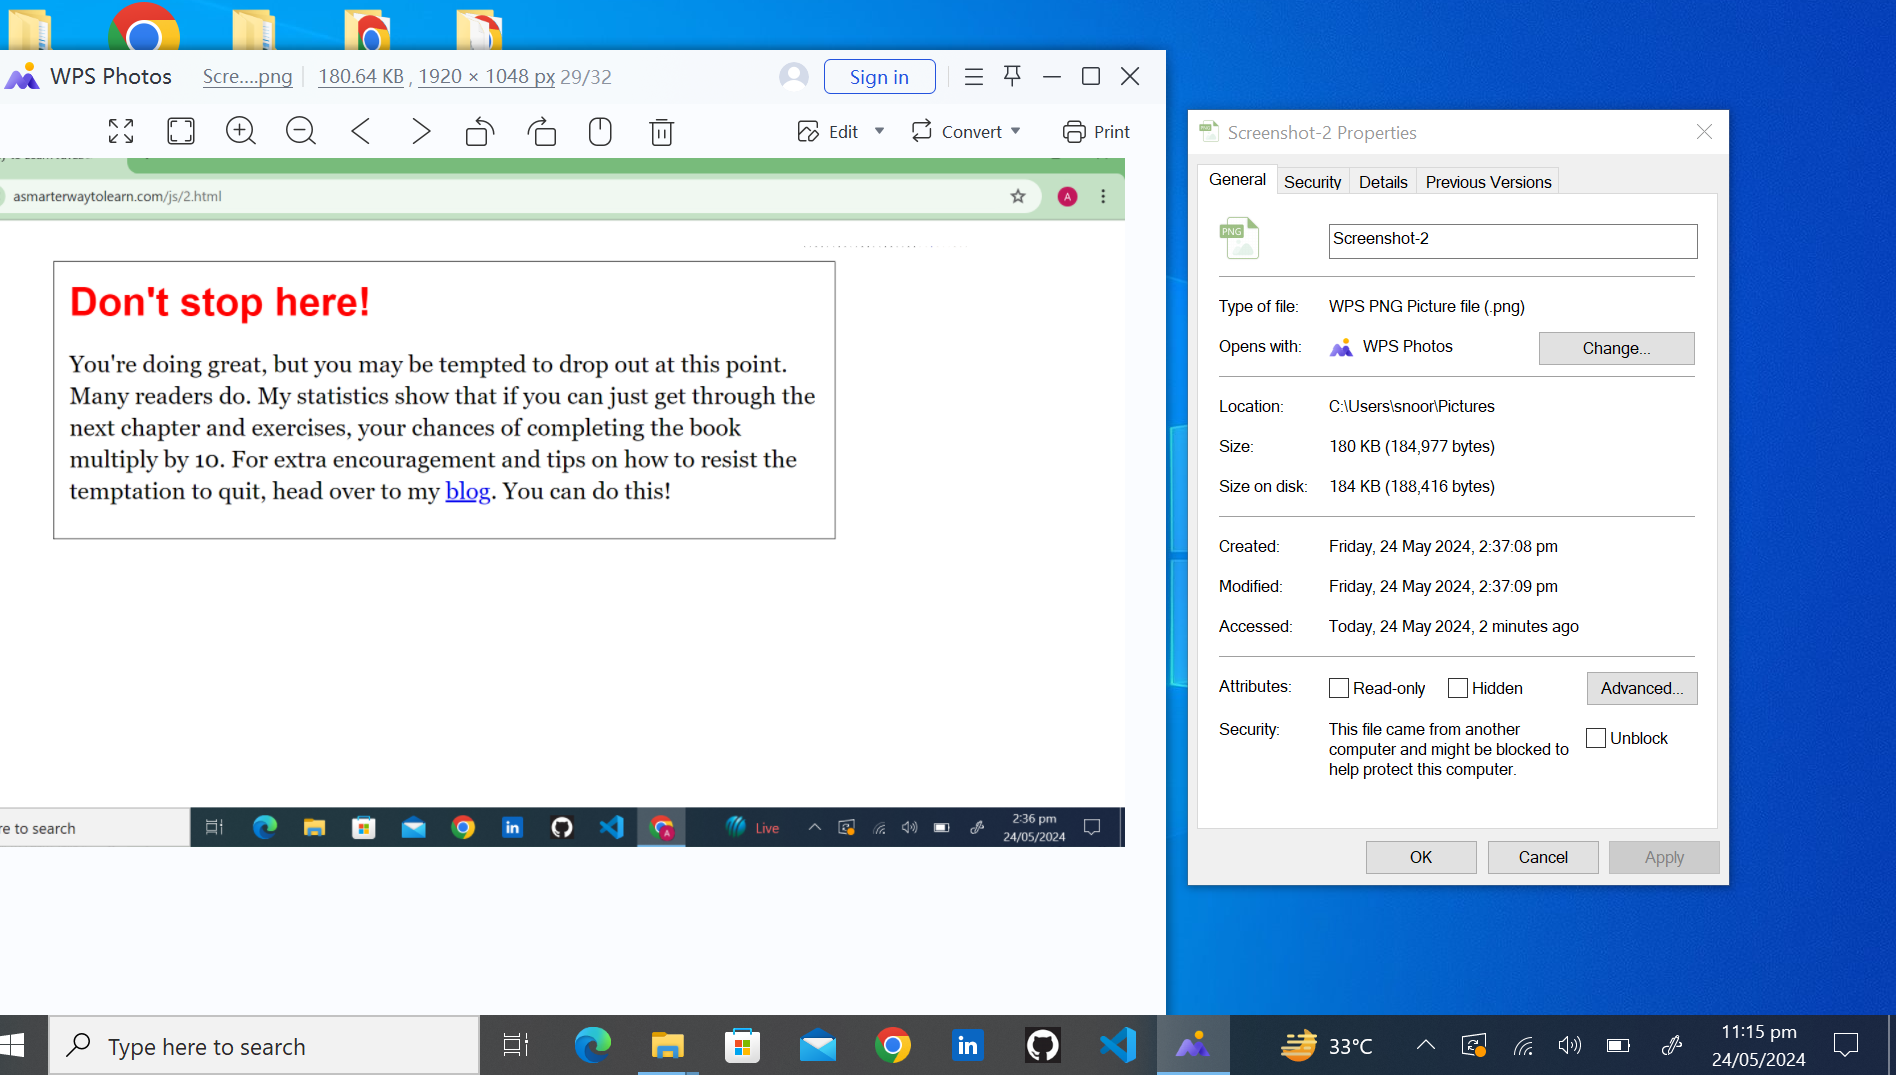 WPS Photos Scre....png 180.64 KB , 1920 × 1048 px 29/32 Sign in
Edit Convert Print
asmarterwaytolearn.com/js/2.html A
Don't stop here!
You're doing great, but you may be tempted to drop out at this point.
Many readers do. My statistics show that if you can just get through the
next chapter and exercises, your chances of completing the book
multiply by 10. For extra encouragement and tips on how to resist the
temptation to quit, head over to my blog. You can do this!
re to search in A Live 2:36 pm
24/05/2024
Screenshot-2 Properties
General Security Details Previous Versions
PNG Screenshot-2
Type of file: WPS PNG Picture file (.png)
Opens with: WPS Photos Change...
Location: C:\Users\snoor\Pictures
Size: 180 KB (184,977 bytes)
Size on disk: 184 KB (188,416 bytes)
Created: Friday, 24 May 2024, 2:37:08 pm
Modified: Friday, 24 May 2024, 2:37:09 pm
Accessed: Today, 24 May 2024, 2 minutes ago
Attributes: Read-only Hidden Advanced...
Security: This file came from another
computer and might be blocked to
help protect this computer.
Unblock
OK Cancel Apply
Type here to search in 33°C 11:15 pm
24/05/2024